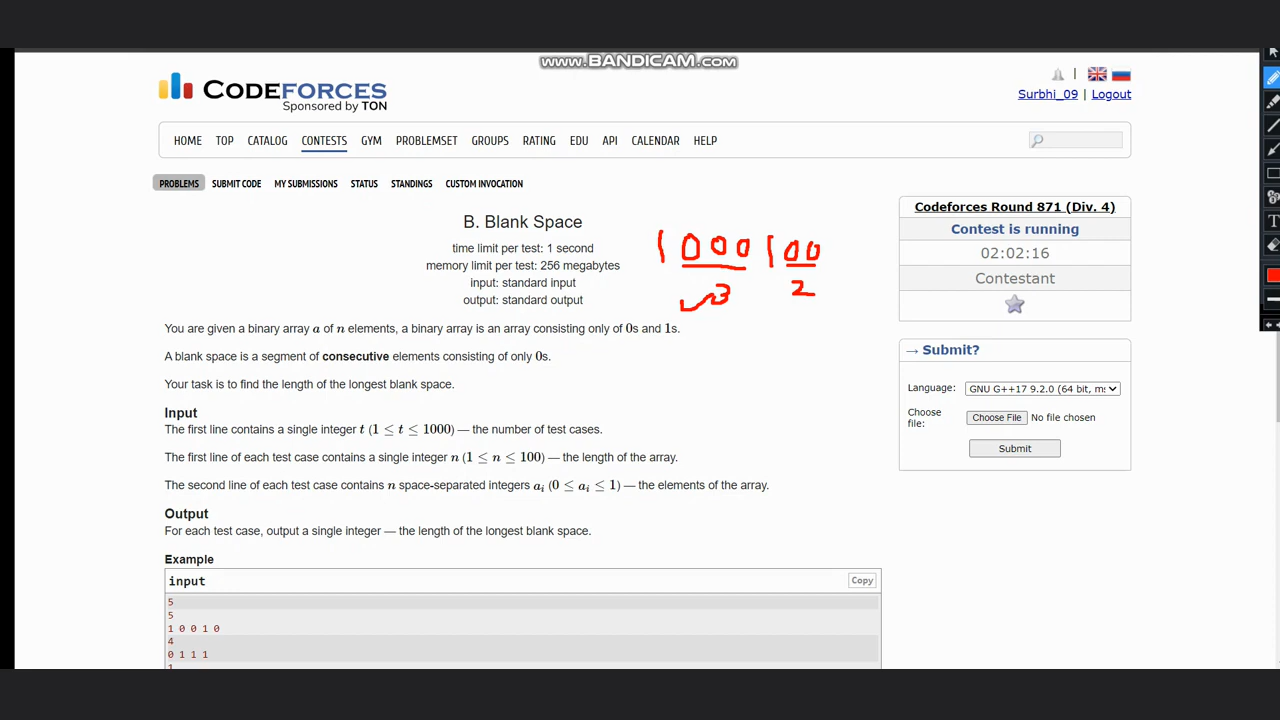 www.BANDICAM.com
CODEFORCES
Sponsored by TON
Surbhi_09 | Logout
HOME TOP CATALOG CONTESTS GYM PROBLEMSET GROUPS RATING EDU API CALENDAR HELP
PROBLEMS SUBMIT CODE MY SUBMISSIONS STATUS STANDINGS CUSTOM INVOCATION
B. Blank Space
time limit per test: 1 second
memory limit per test: 256 megabytes
input: standard input
output: standard output
1 0 0 0 1 0 0
3 2
You are given a binary array a of n elements, a binary array is an array consisting only of 0s and 1s.
A blank space is a segment of consecutive elements consisting of only 0s.
Your task is to find the length of the longest blank space.
Input
The first line contains a single integer t (1 ≤ t ≤ 1000) — the number of test cases.
The first line of each test case contains a single integer n (1 ≤ n ≤ 100) — the length of the array.
The second line of each test case contains n space-separated integers aᵢ (0 ≤ aᵢ ≤ 1) — the elements of the array.
Output
For each test case, output a single integer — the length of the longest blank space.
Example
input Copy
5
5
1 0 0 1 0
4
0 1 1 1
Codeforces Round 871 (Div. 4)
Contest is running
02:02:16
Contestant
→ Submit?
Language: GNU G++17 9.2.0 (64 bit, ms
Choose file: Choose File No file chosen
Submit